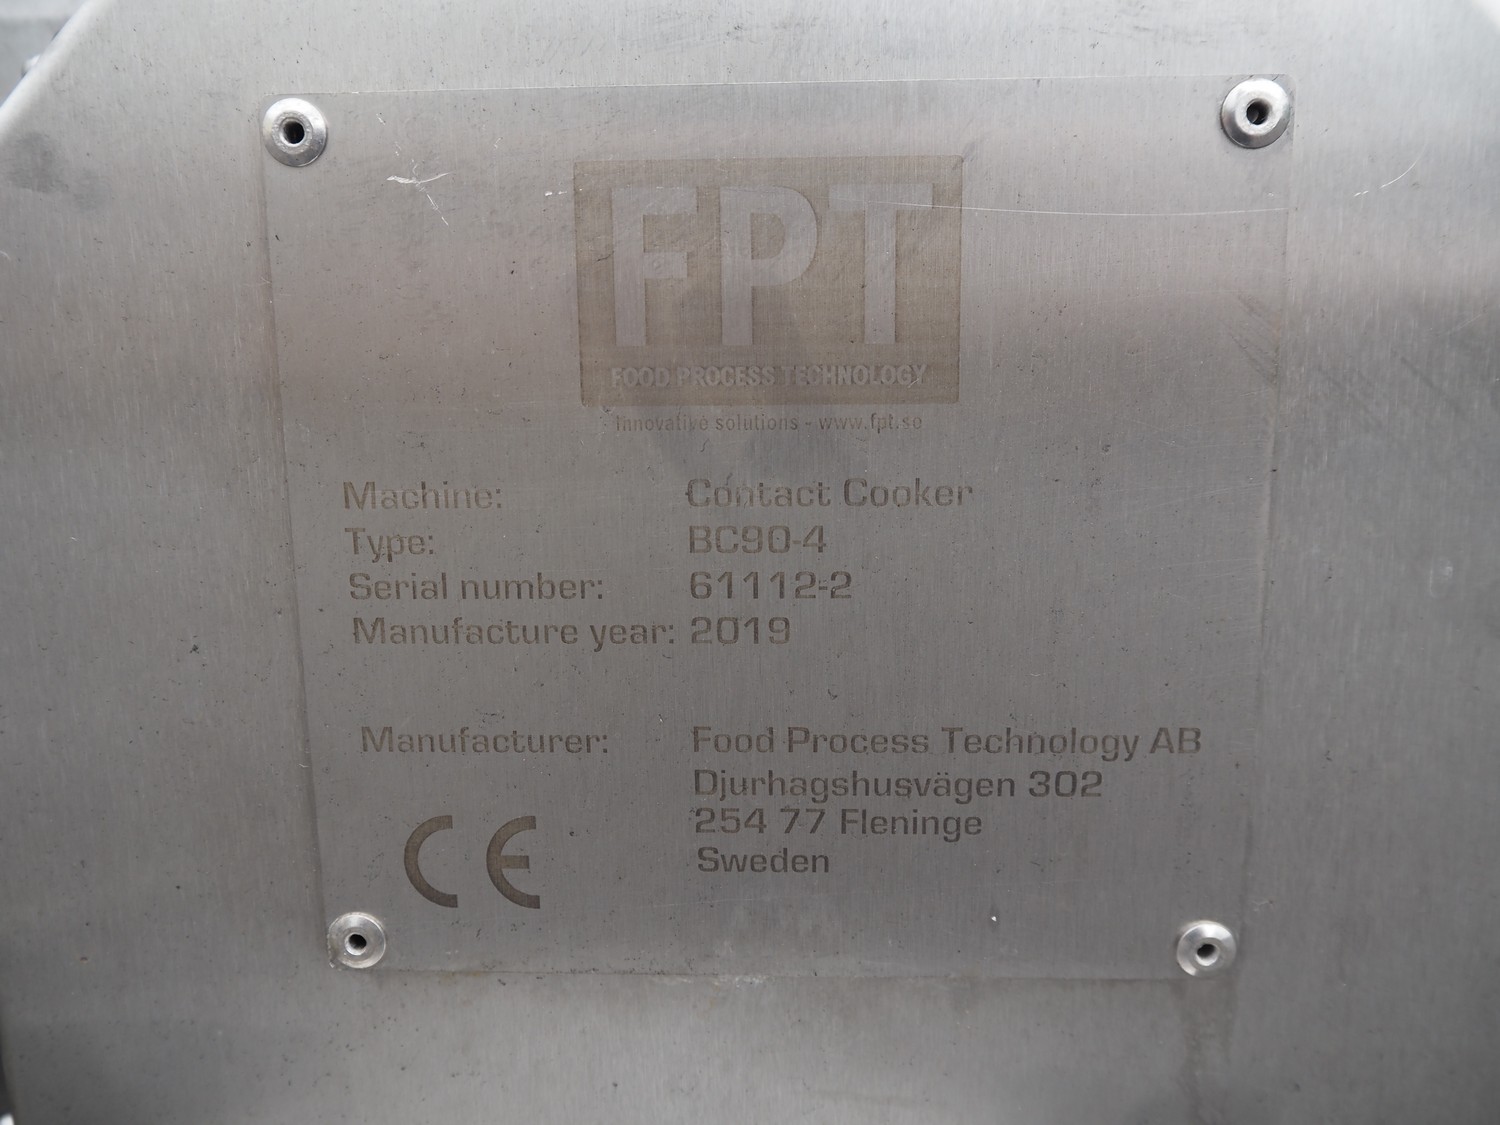 FPT
FOOD PROCESS TECHNOLOGY
Innovative solutions - www.fpt.se
Machine: Contact Cooker
Type: BC90-4
Serial number: 61112-2
Manufacture year: 2019
Manufacturer: Food Process Technology AB
Djurhagshusvägen 302
254 77 Fleninge
Sweden
CE